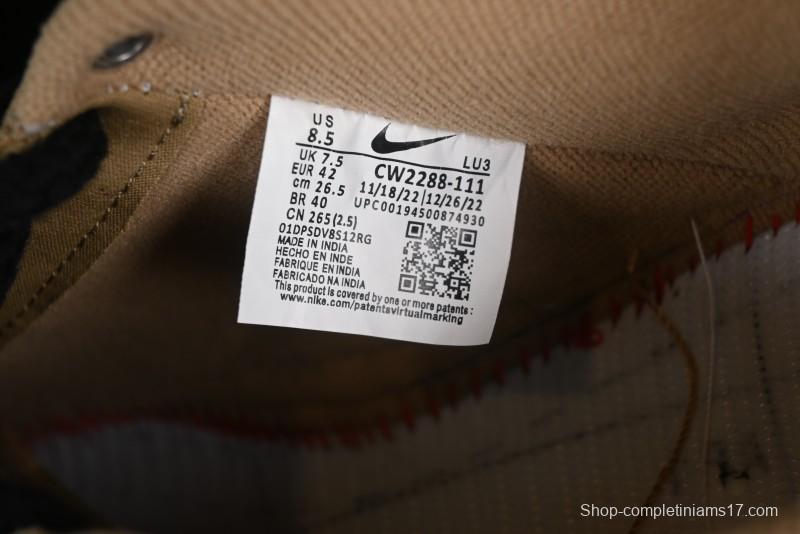 US
8.5
LU3
UK 7.5
EUR 42
cm 26.5
BR 40
CN 265(2.5)
CW2288-111
11/18/22 | 12/26/22
UPC00194500874930
01DPSDV8S12RG
MADE IN INDIA
HECHO EN INDE
FABRIQUE EN INDIA
FABRICADO NA INDIA
This product is covered by one or more patents :
www.nike.com/patentsvirtualmarking
Shop-completiniams17.com